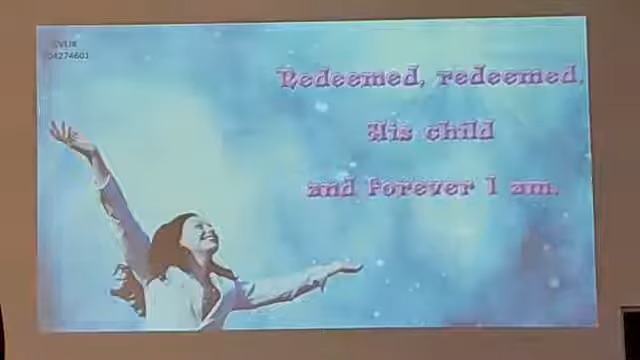 Redeemed, redeemed,
His child
and forever I am.